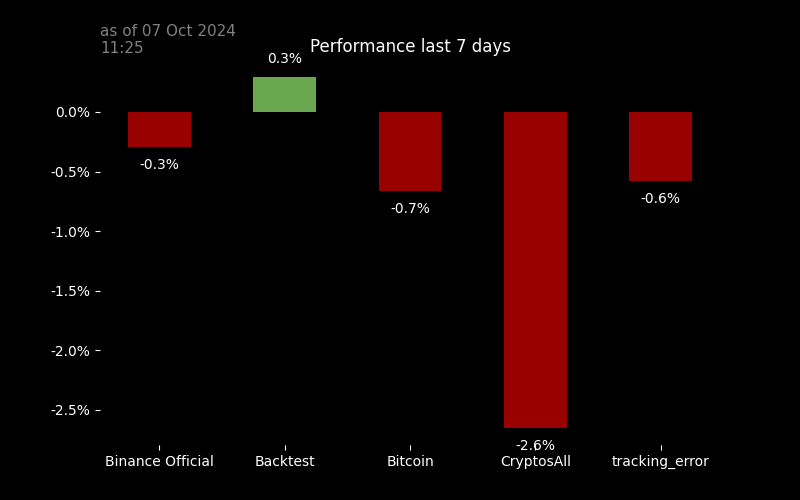 as of 07 Oct 2024
11:25
Performance last 7 days
0.3%
0.0%
-0.3%
-0.5%
-0.7%
-0.6%
-1.0%
-1.5%
-2.0%
-2.5%
-2.6%
Binance Official
Backtest
Bitcoin
CryptosAll
tracking_error